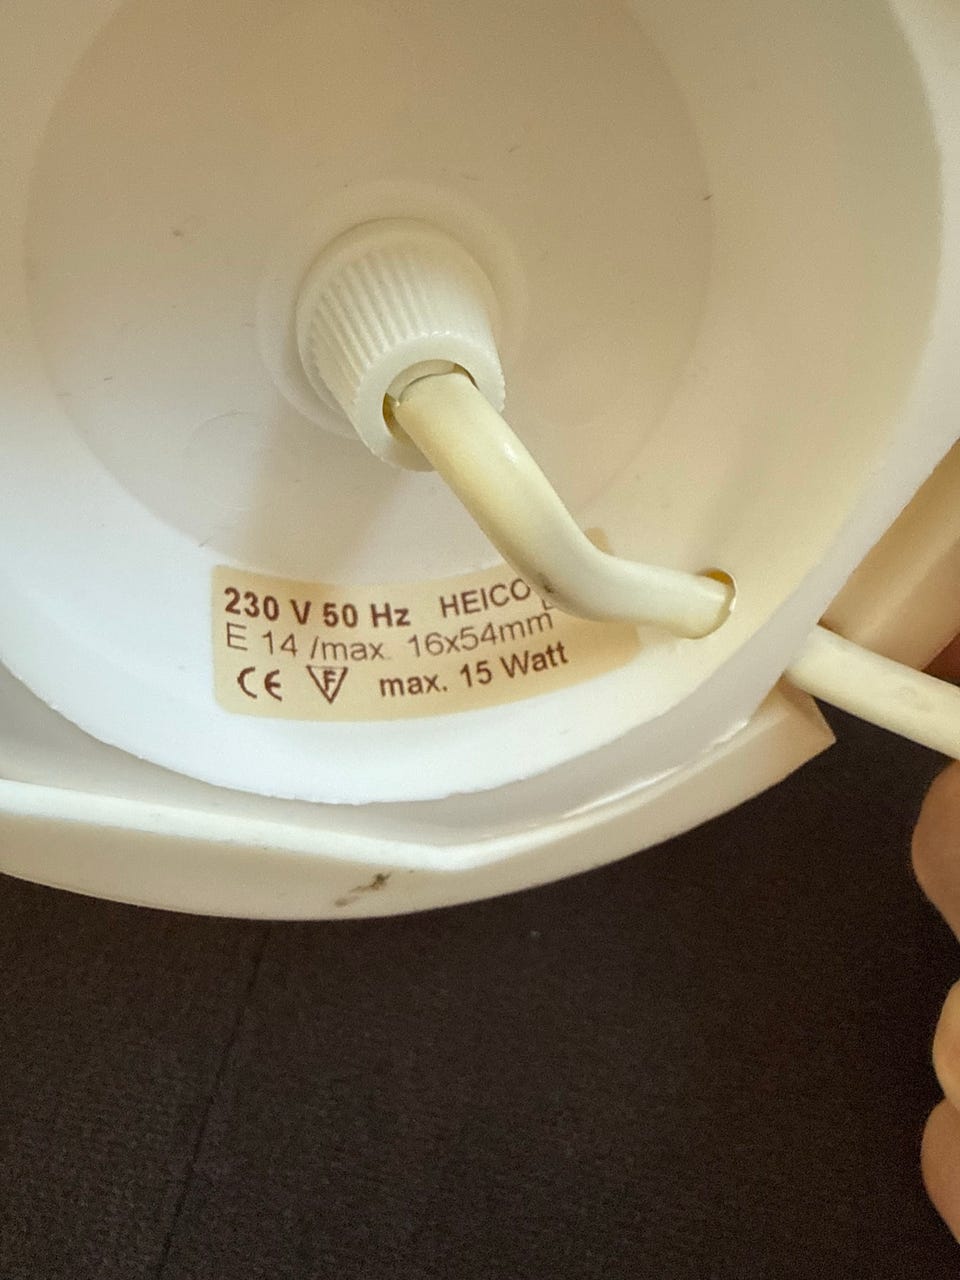 230 V 50 Hz HEICO
E 14 /max. 16x54mm
CE F max. 15 Watt